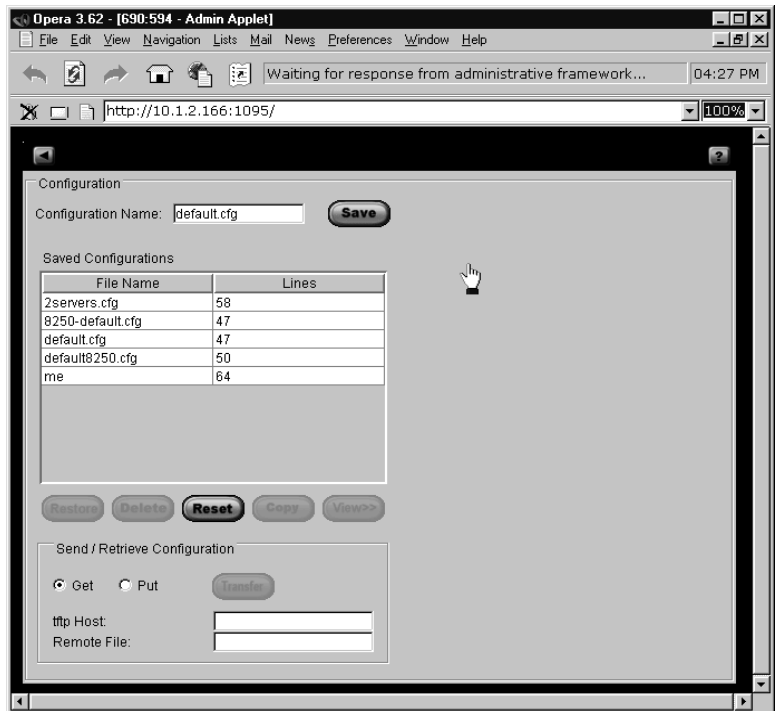 Opera 3.62 - [690:594 - Admin Applet]
File Edit View Navigation Lists Mail News Preferences Window Help
Waiting for response from administrative framework... 04:27 PM
http://10.1.2.166:1095/ 100%
?
Configuration
Configuration Name: default.cfg Save
Saved Configurations
File Name Lines
2servers.cfg 58
8250-default.cfg 47
default.cfg 47
default8250.cfg 50
me 64
Restore Delete Reset Copy View>>
Send / Retrieve Configuration
Get Put Transfer
tftp Host:
Remote File: